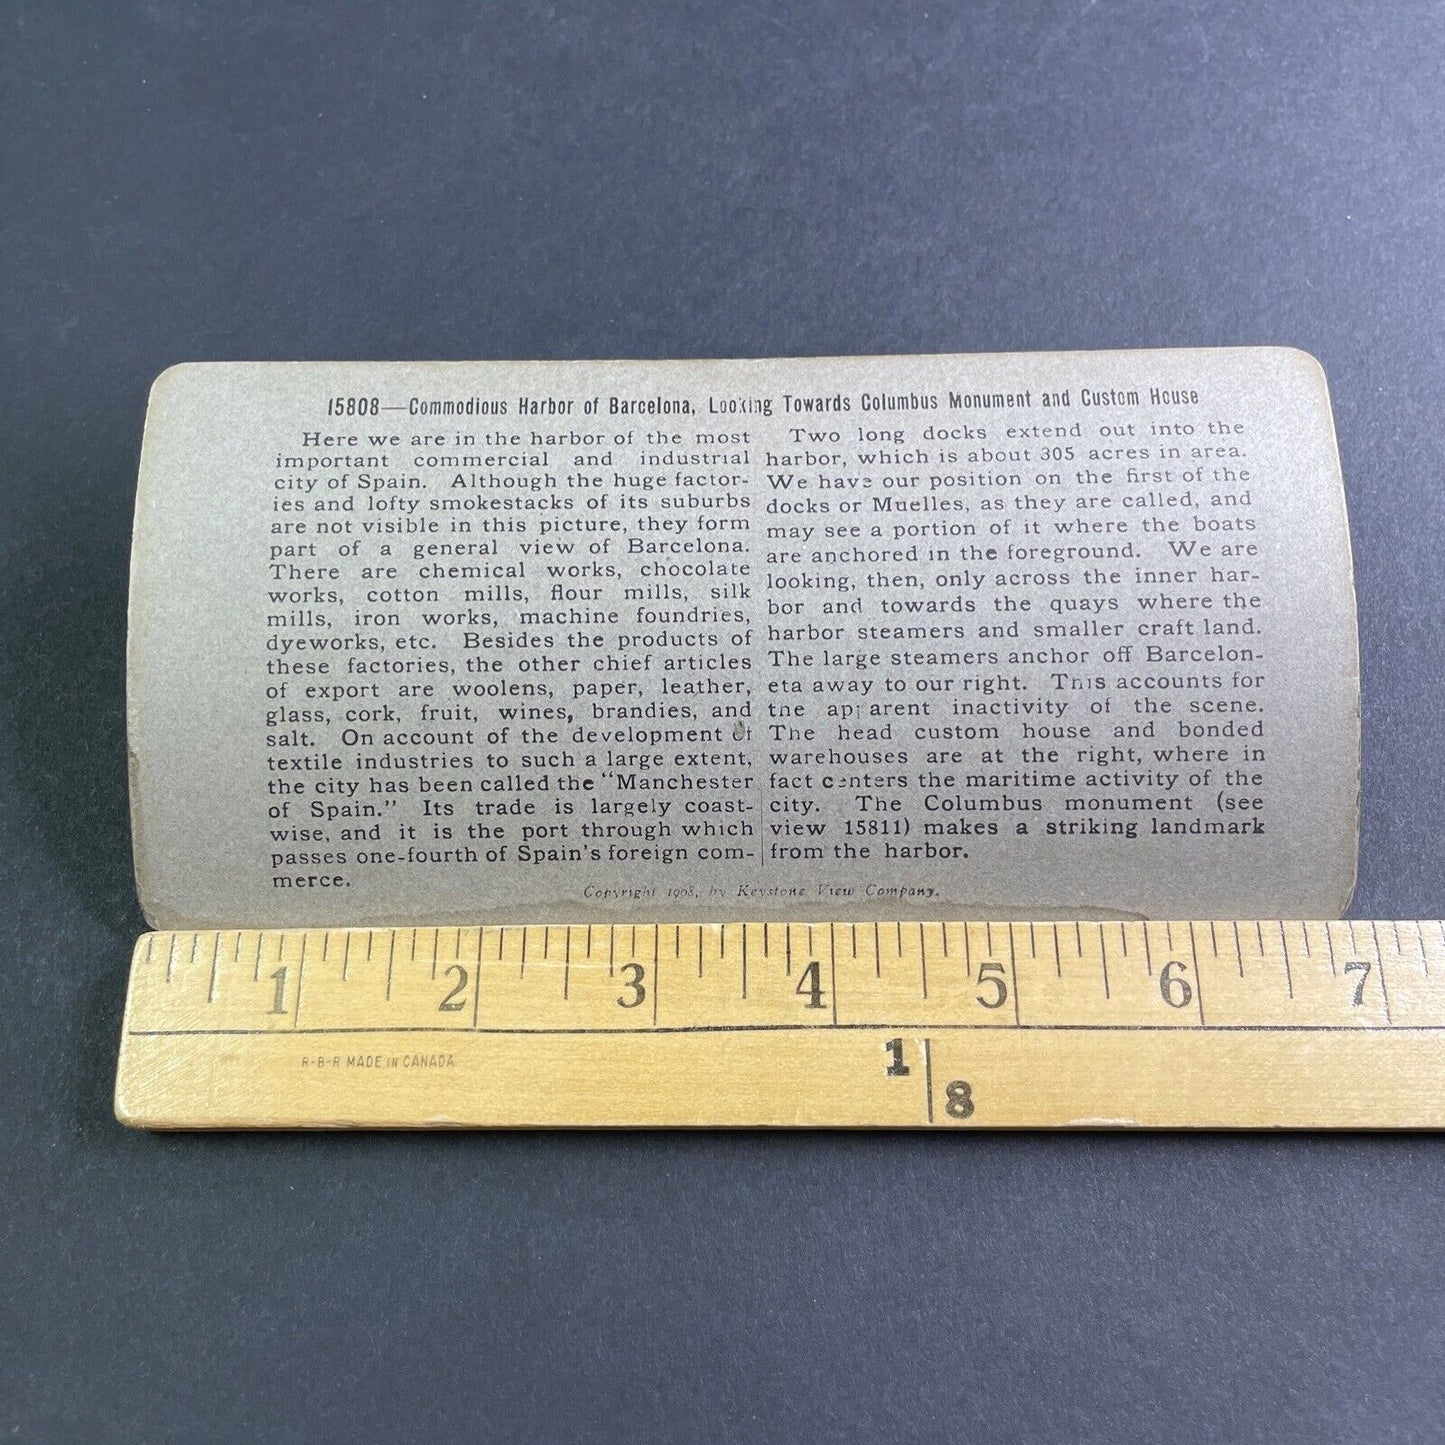 15808—Commodious Harbor of Barcelona, Looking Towards Columbus Monument and Custom House
Here we are in the harbor of the most
important commercial and industrial
city of Spain. Although the huge factor-
ies and lofty smokestacks of its suburbs
are not visible in this picture, they form
part of a general view of Barcelona.
There are chemical works, chocolate
works, cotton mills, flour mills, silk
mills, iron works, machine foundries,
dyeworks, etc. Besides the products of
these factories, the other chief articles
of export are woolens, paper, leather,
glass, cork, fruit, wines, brandies, and
salt. On account of the development of
textile industries to such a large extent,
the city has been called the "Manchester
of Spain." Its trade is largely coast-
wise, and it is the port through which
passes one-fourth of Spain's foreign com-
merce.
Two long docks extend out into the
harbor, which is about 305 acres in area.
We have our position on the first of the
docks or Muelles, as they are called, and
may see a portion of it where the boats
are anchored in the foreground. We are
looking, then, only across the inner har-
bor and towards the quays where the
harbor steamers and smaller craft land.
The large steamers anchor off Barcelon-
eta away to our right. This accounts for
the apparent inactivity of the scene.
The head custom house and bonded
warehouses are at the right, where in
fact centers the maritime activity of the
city. The Columbus monument (see
view 15811) makes a striking landmark
from the harbor.
Copyright 1908, by Keystone View Company.
1 2 3 4 5 6 7
R-B-R MADE IN CANADA
1 8